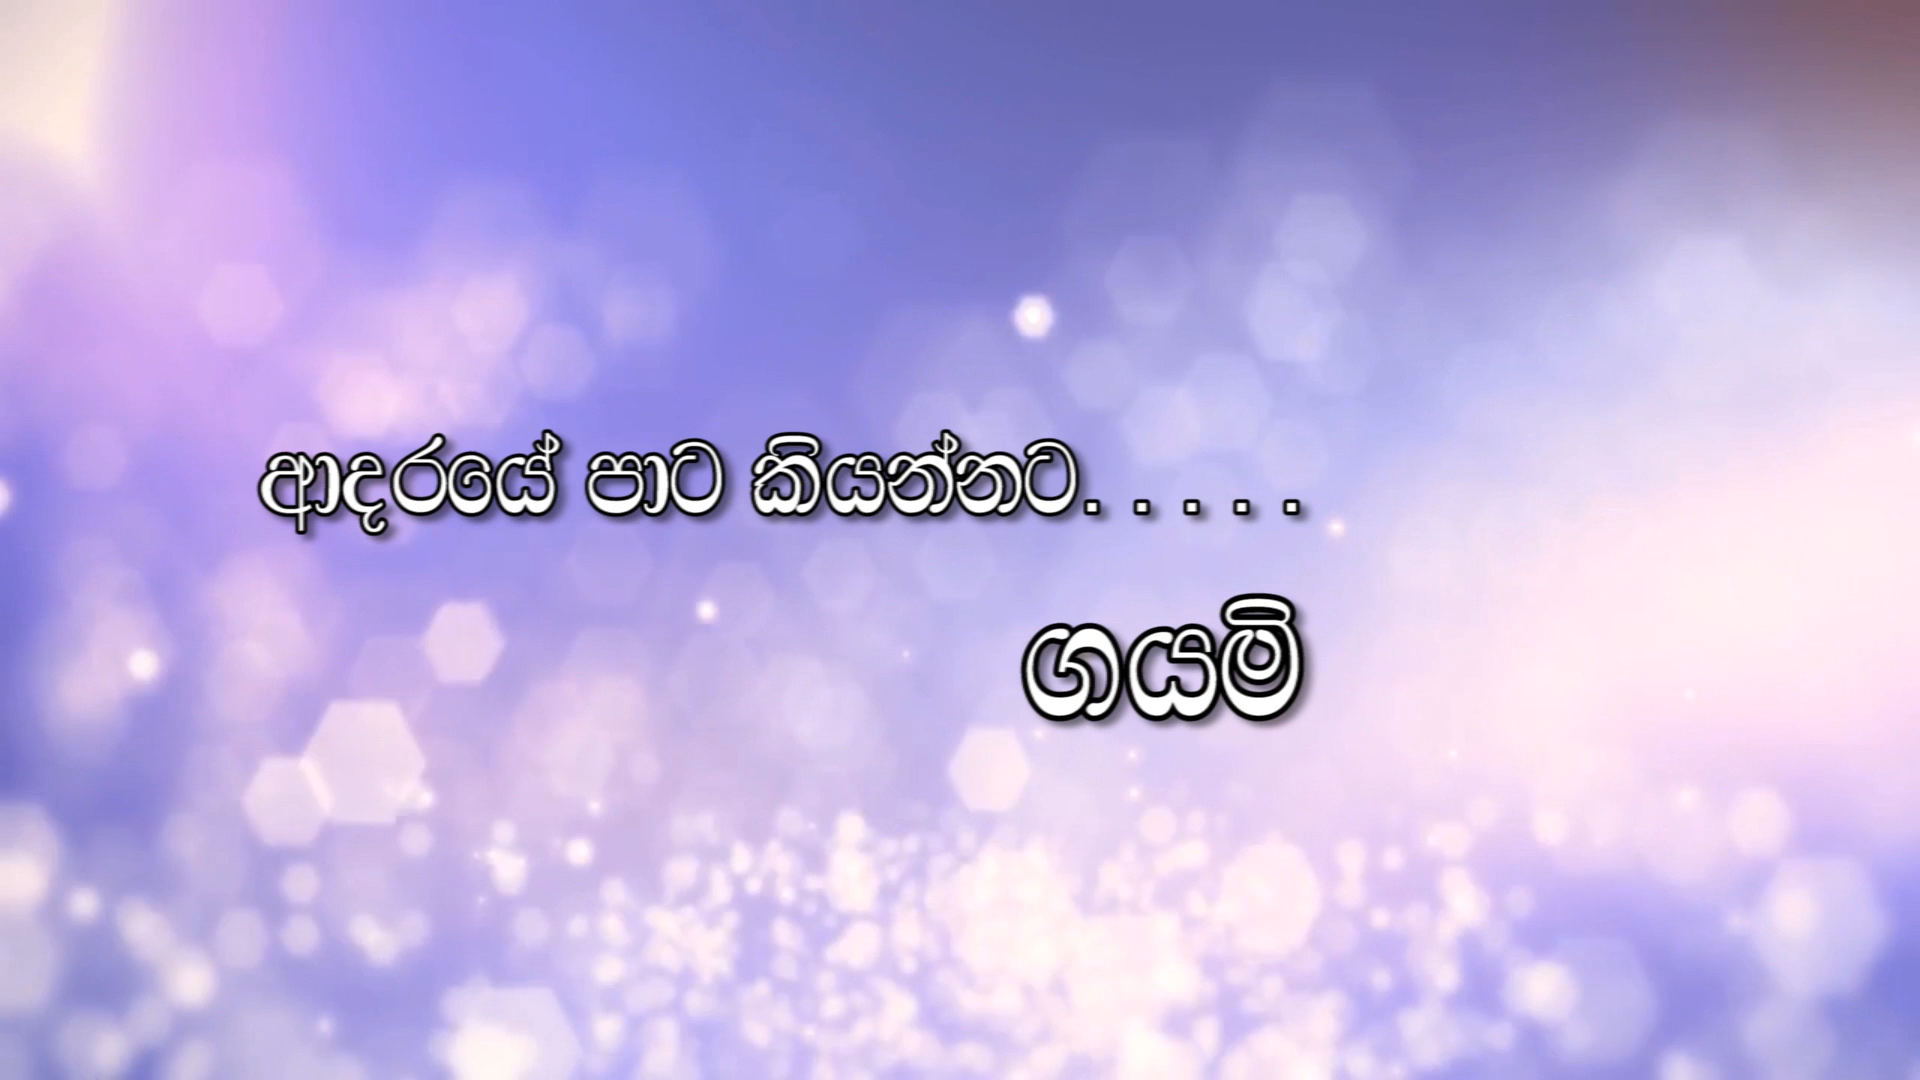 ආදරයේ පාට කියන්නට. . . . .
ගයමි